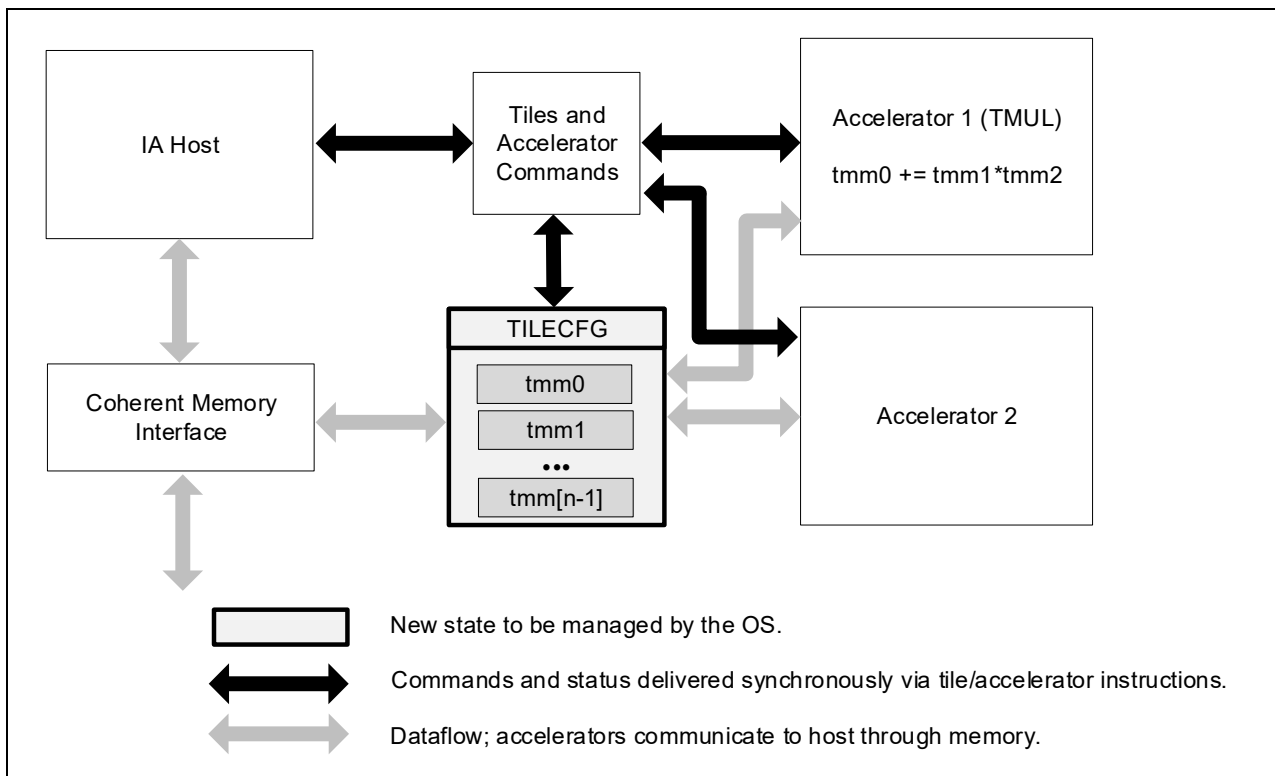 IA Host
Tiles and
Accelerator
Commands
Accelerator 1 (TMUL)
tmm0 += tmm1*tmm2
TILECFG
tmm0
tmm1
•••
tmm[n-1]
Coherent Memory
Interface
Accelerator 2
New state to be managed by the OS.
Commands and status delivered synchronously via tile/accelerator instructions.
Dataflow; accelerators communicate to host through memory.